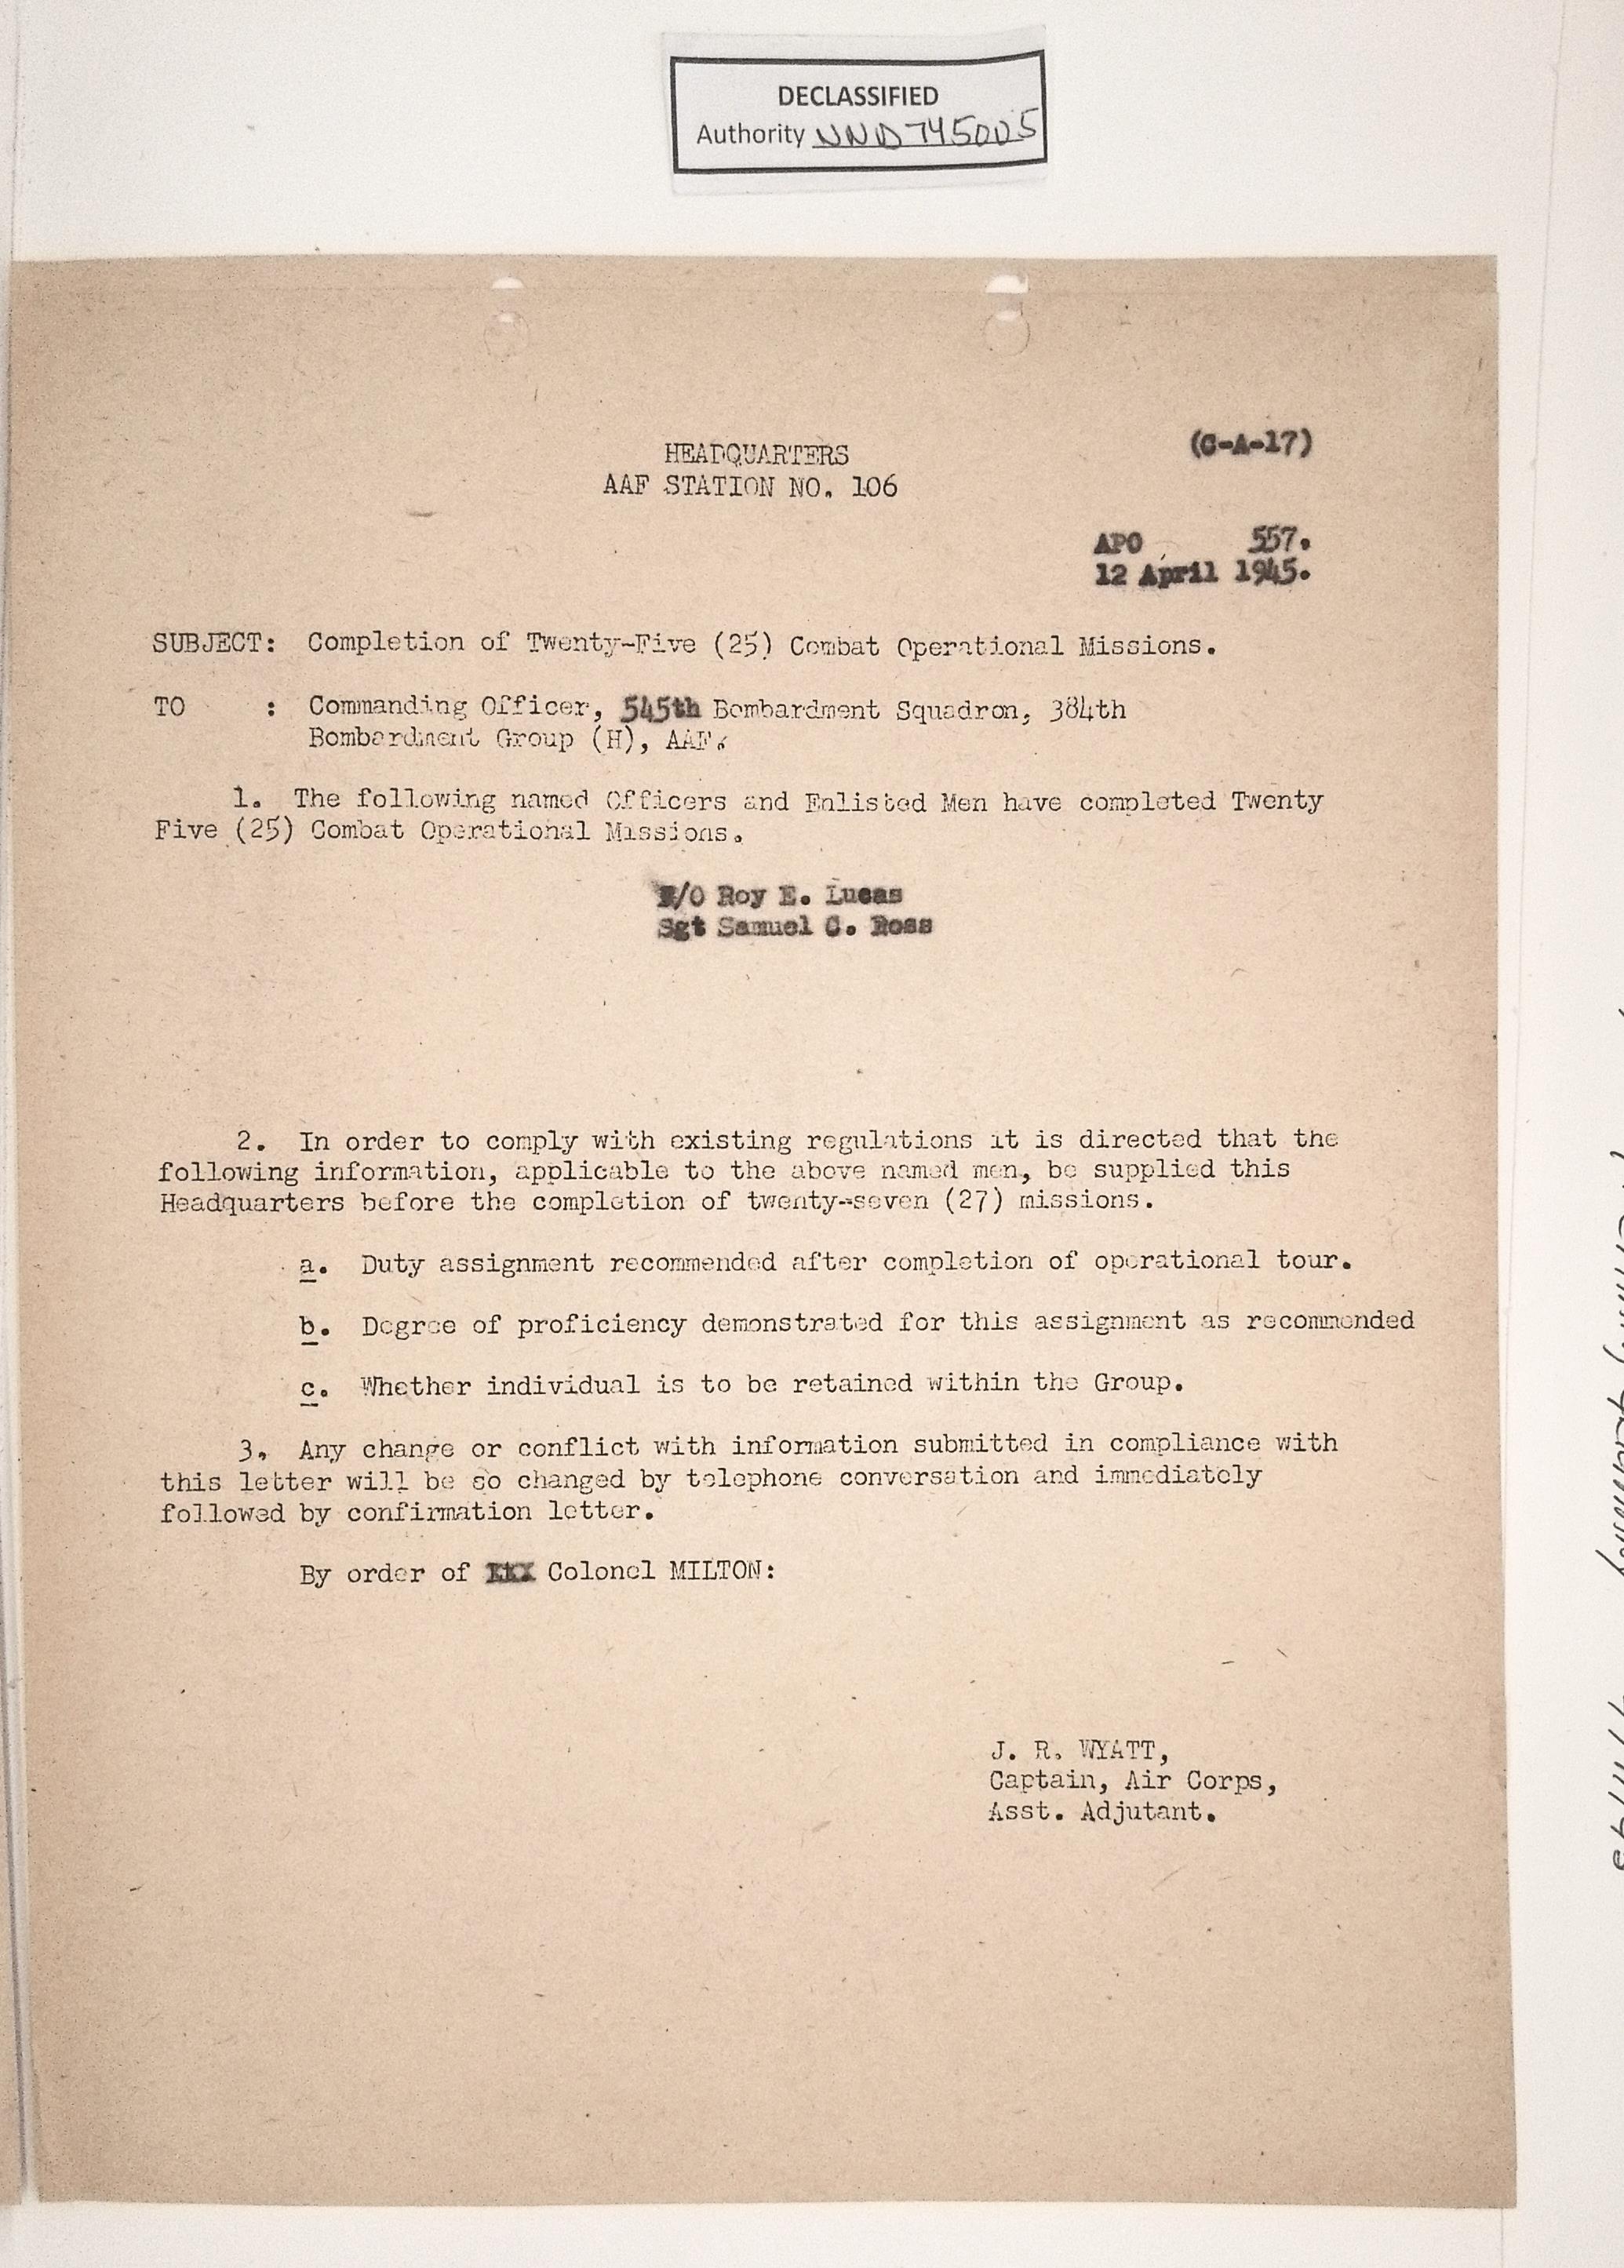 DECLASSIFIED
Authority NND745005
HEADQUARTERS
AAF STATION NO. 106
(C-A-17)
APO 557.
12 April 1945.
SUBJECT: Completion of Twenty-Five (25) Combat Operational Missions.
TO : Commanding Officer, 545th Bombardment Squadron, 384th
Bombardment Group (H), AAF.
1. The following named Officers and Enlisted Men have completed Twenty
Five (25) Combat Operational Missions.
F/O Roy E. Lucas
Sgt Samuel C. Ross
2. In order to comply with existing regulations it is directed that the
following information, applicable to the above named men, be supplied this
Headquarters before the completion of twenty-seven (27) missions.
a. Duty assignment recommended after completion of operational tour.
b. Degree of proficiency demonstrated for this assignment as recommended
c. Whether individual is to be retained within the Group.
3. Any change or conflict with information submitted in compliance with
this letter will be so changed by telephone conversation and immediately
followed by confirmation letter.
By order of Colonel MILTON:
J. R. WYATT,
Captain, Air Corps,
Asst. Adjutant.